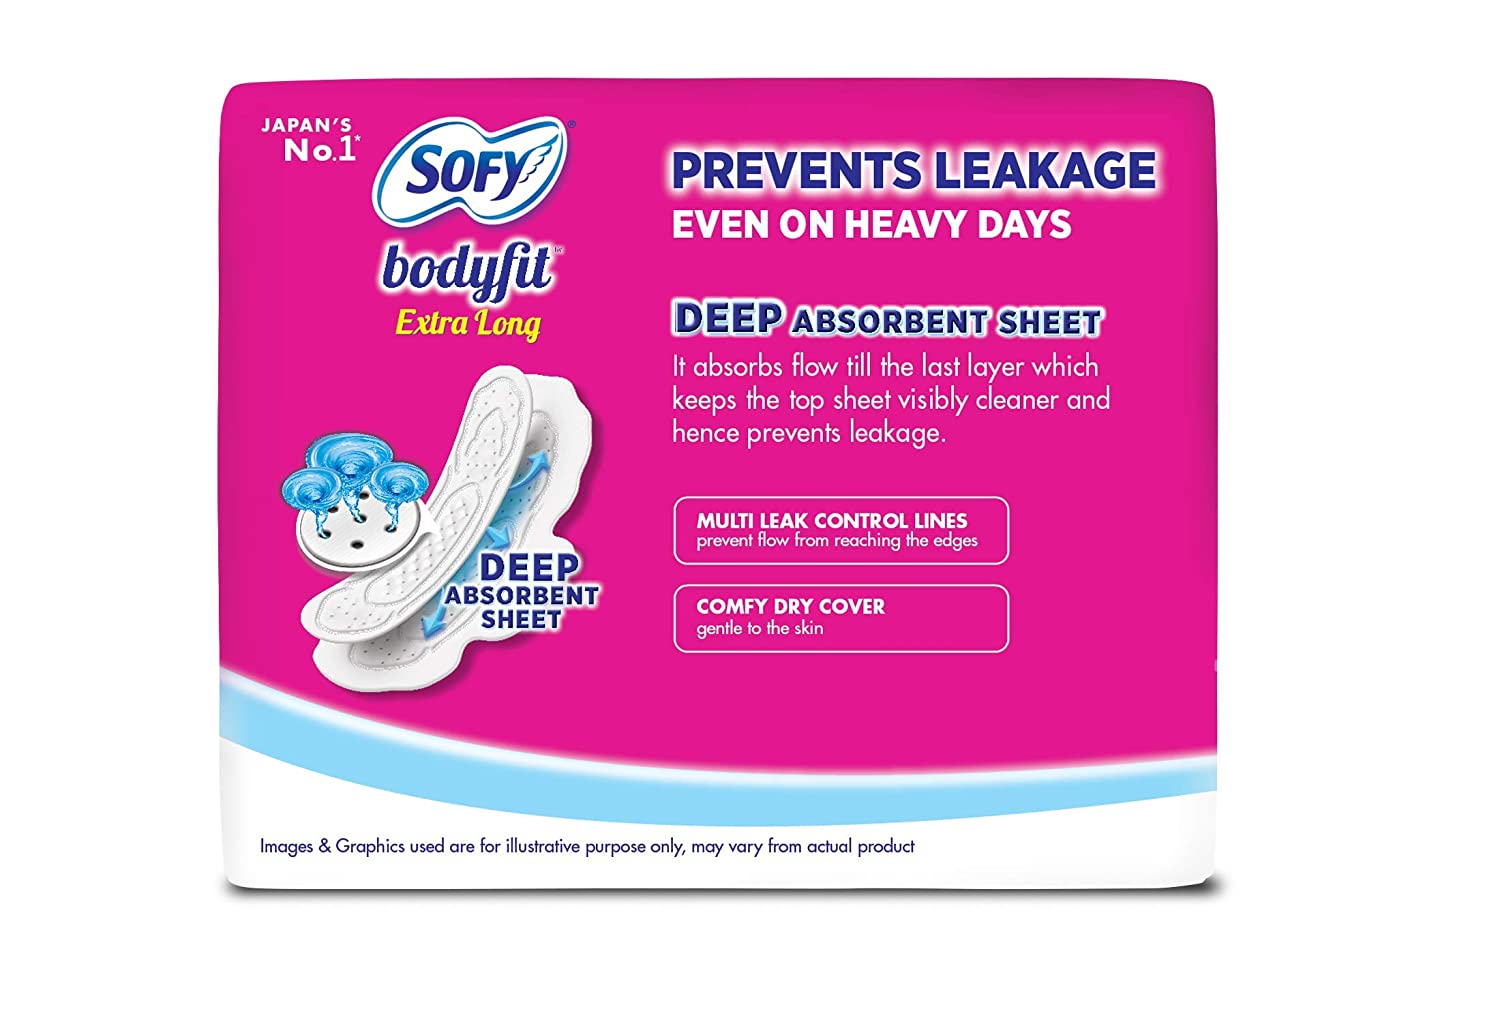 JAPAN'S
No.1*
SOFY®
bodyfit
Extra Long
DEEP
ABSORBENT
SHEET
PREVENTS LEAKAGE
EVEN ON HEAVY DAYS
DEEP ABSORBENT SHEET
It absorbs flow till the last layer which
keeps the top sheet visibly cleaner and
hence prevents leakage.
MULTI LEAK CONTROL LINES
prevent flow from reaching the edges
COMFY DRY COVER
gentle to the skin
Images & Graphics used are for illustrative purpose only, may vary from actual product